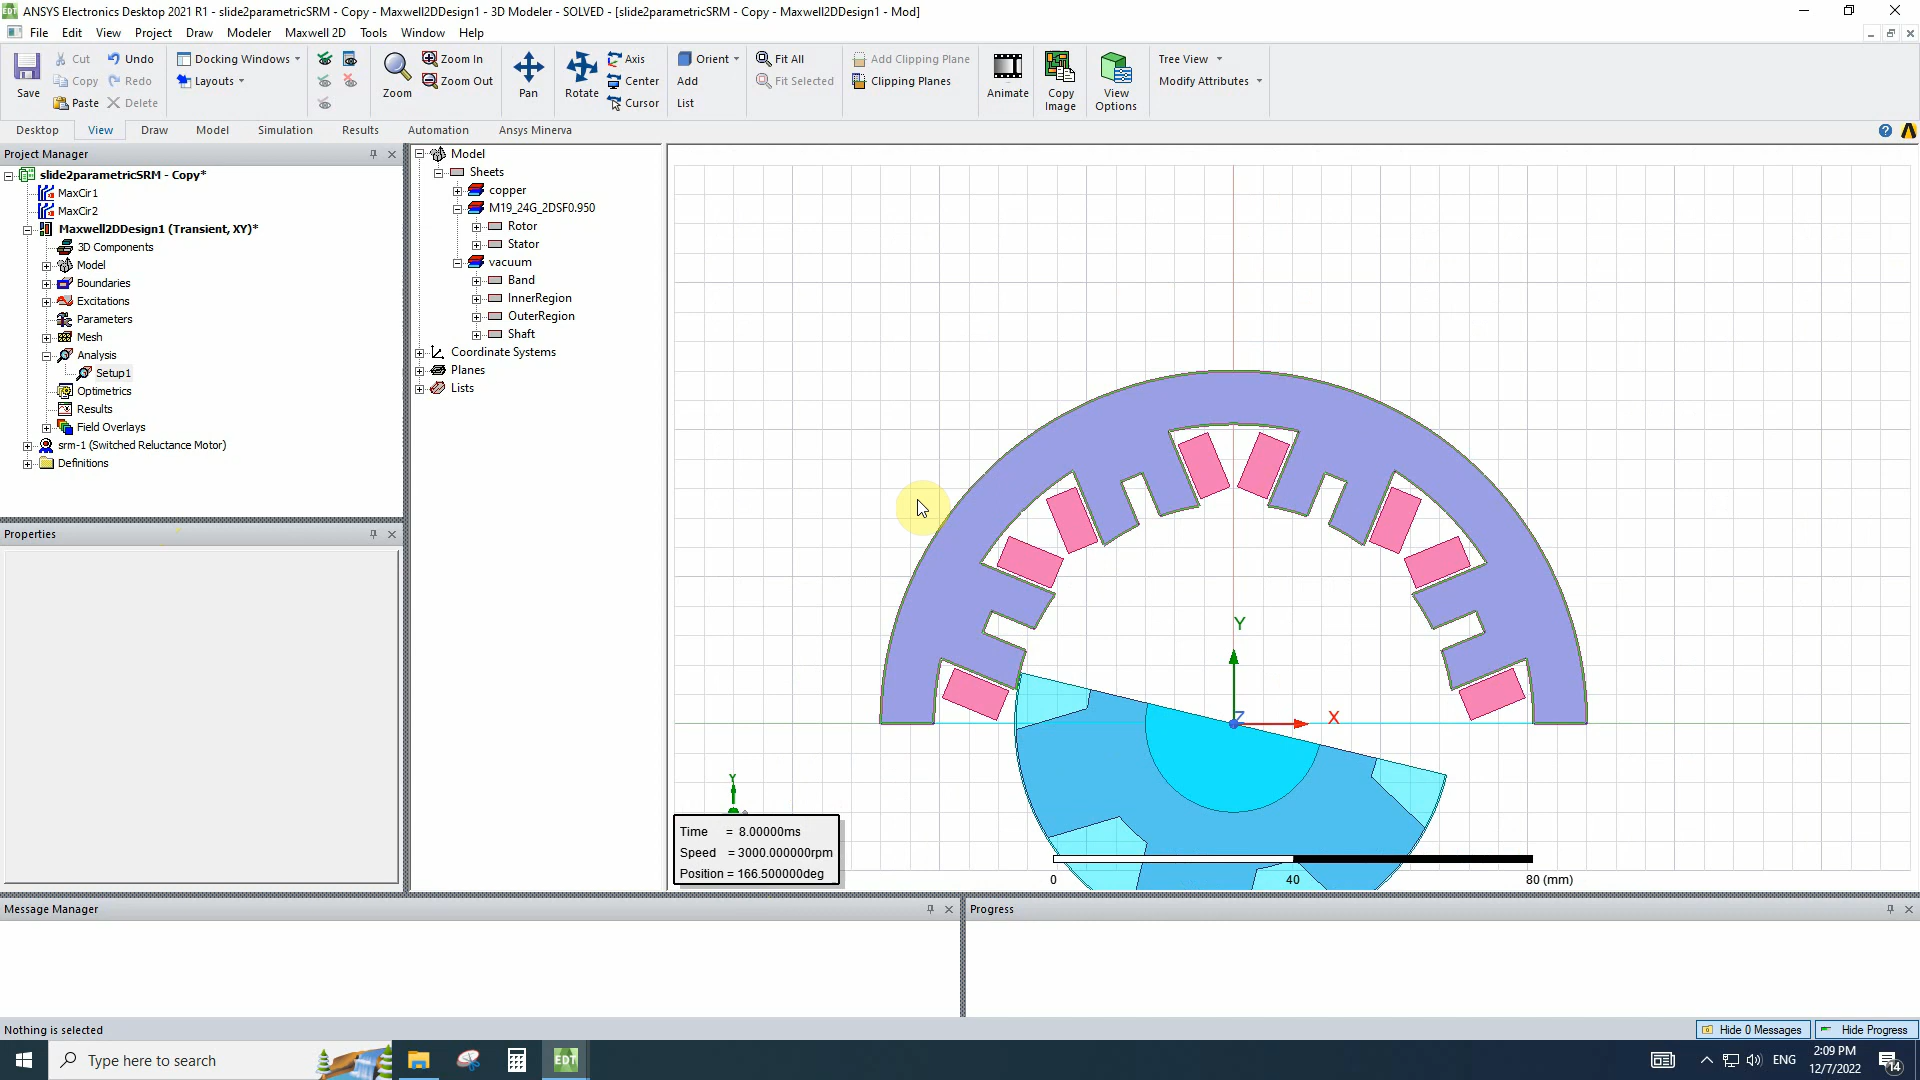 ANSYS Electronics Desktop 2021 R1 - slide2parametricSRM - Copy - Maxwell2DDesign1 - 3D Modeler - SOLVED - [slide2parametricSRM - Copy - Maxwell2DDesign1 - Mod]
File Edit View Project Draw Modeler Maxwell 2D Tools Window Help
Save
Cut Undo
Copy Redo
Paste Delete
Docking Windows
Layouts
Zoom
Zoom In
Zoom Out
Pan
Rotate
Axis
Center
Cursor
Orient
Add
List
Fit All
Fit Selected
Add Clipping Plane
Clipping Planes
Animate
Copy Image
View Options
Tree View
Modify Attributes
Desktop View Draw Model Simulation Results Automation Ansys Minerva
Project Manager
slide2parametricSRM - Copy*
MaxCir1
MaxCir2
Maxwell2DDesign1 (Transient, XY)*
3D Components
Model
Boundaries
Excitations
Parameters
Mesh
Analysis
Setup1
Optimetrics
Results
Field Overlays
srm-1 (Switched Reluctance Motor)
Definitions
Properties
Model
Sheets
copper
M19_24G_2DSF0.950
Rotor
Stator
vacuum
Band
InnerRegion
OuterRegion
Shaft
Coordinate Systems
Planes
Lists
Y
Z
X
Y
Time = 8.00000ms
Speed = 3000.000000rpm
Position = 166.500000deg
0 40 80 (mm)
Message Manager
Progress
Nothing is selected
Hide 0 Messages
Hide Progress
Type here to search
EDT
ENG
2:09 PM
12/7/2022
14